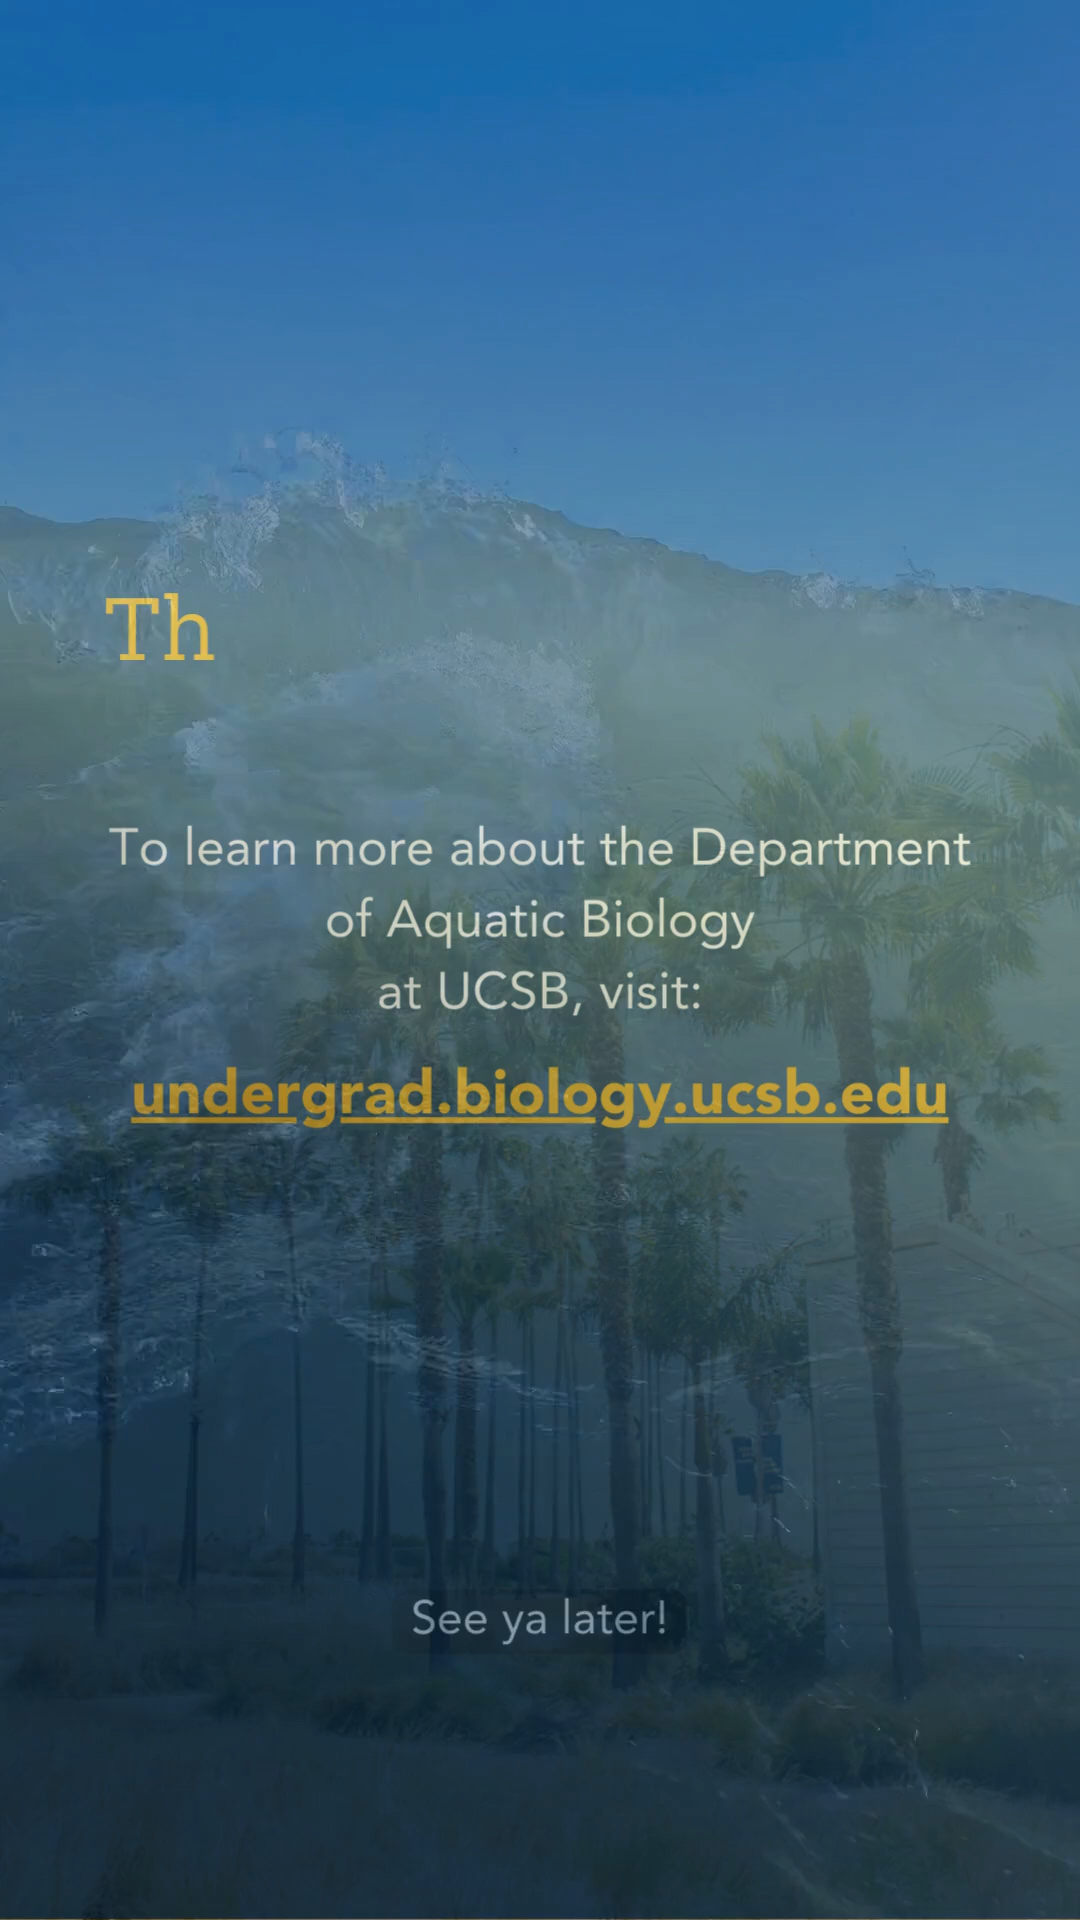 Th
To learn more about the Department
of Aquatic Biology
at UCSB, visit:
undergrad.biology.ucsb.edu
See ya later!